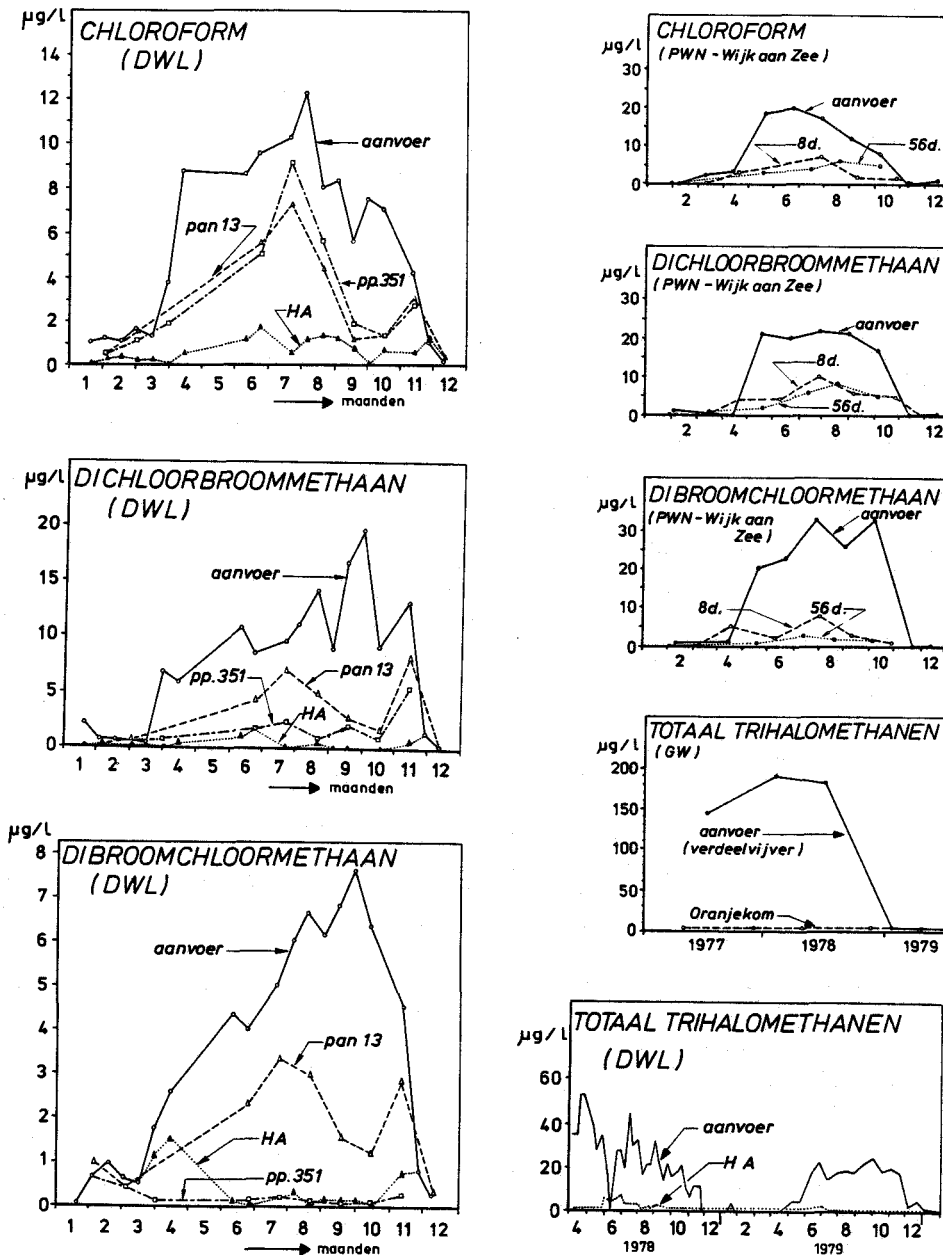 µg/l
CHLOROFORM
(DWL)
14
12
10
8
6
4
2
0
aanvoer
pan 13
pp.351
HA
1 2 3 4 5 6 7 8 9 10 11 12
maanden
µg/l
DICHLOORBROOMMETHAAN
(DWL)
20
15
10
5
0
aanvoer
pp.351
pan 13
HA
1 2 3 4 5 6 7 8 9 10 11 12
maanden
µg/l
DIBROOMCHLOORMETHAAN
(DWL)
8
7
6
5
4
3
2
1
0
aanvoer
pan 13
HA
pp.351
1 2 3 4 5 6 7 8 9 10 11 12
maanden
CHLOROFORM
µg/l
(PWN-Wijk aan Zee)
30
20
10
0
aanvoer
8d.
56d.
2 4 6 8 10 12
µg/l
DICHLOORBROOMMETHAAN
(PWN-Wijk aan Zee)
30
20
10
0
aanvoer
8d.
56d.
2 4 6 8 10 12
µg/l
DIBROOMCHLOORMETHAAN
(PWN-Wijk aan
Zee)
aanvoer
30
20
10
0
8d.
56d.
2 4 6 8 10 12
µg/l
TOTAAL TRIHALOMETHANEN
(GW)
200
150
100
50
0
aanvoer
(verdeelvijver)
Oranjekom
1977 1978 1979
µg/l
TOTAAL TRIHALOMETHANEN
(DWL)
60
40
20
0
aanvoer
HA
4 6 8 10 12 2 4 6 8 10 12
1978 1979